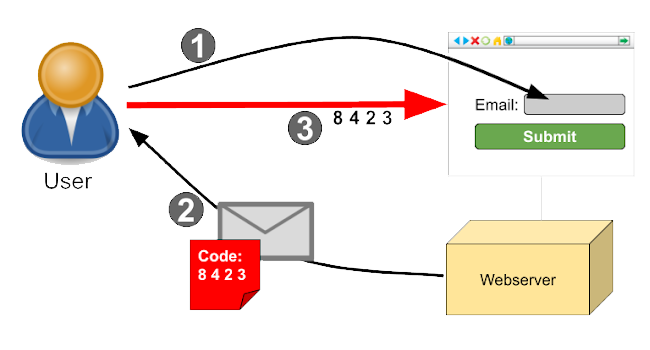 1
Email:
Submit
3
8 4 2 3
User
2
Code:
8 4 2 3
Webserver